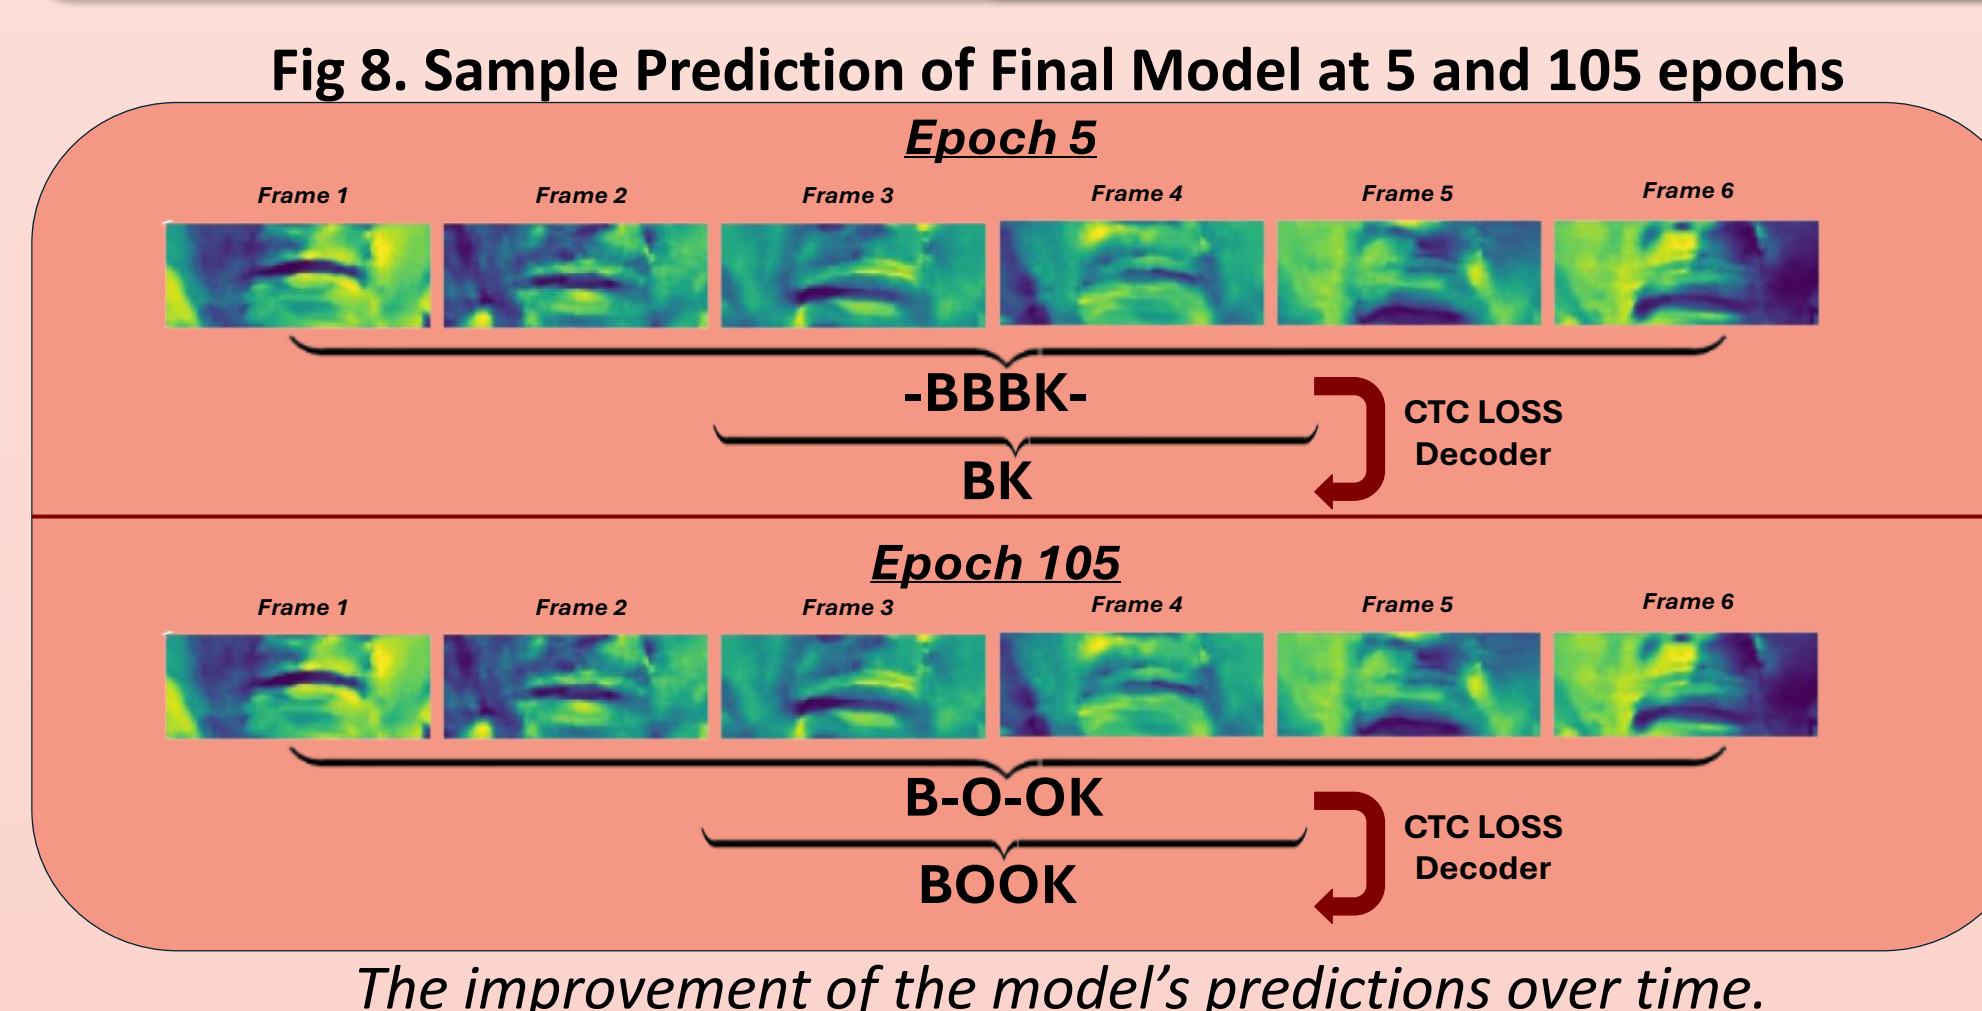 Fig 8. Sample Prediction of Final Model at 5 and 105 epochs
Epoch 5
Frame 1 Frame 2 Frame 3 Frame 4 Frame 5 Frame 6
-BBBK-
CTC LOSS
Decoder
BK
Epoch 105
Frame 1 Frame 2 Frame 3 Frame 4 Frame 5 Frame 6
B-O-OK
CTC LOSS
Decoder
BOOK
The improvement of the model’s predictions over time.